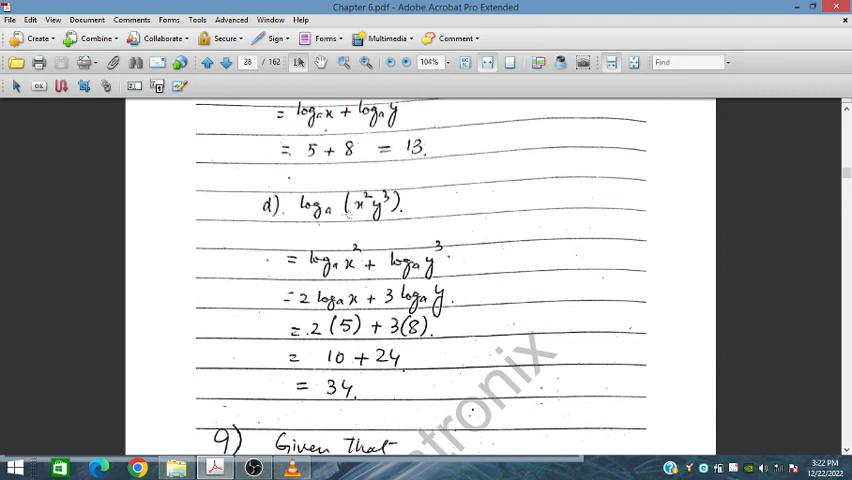 Chapter 6.pdf - Adobe Acrobat Pro Extended
File Edit View Document Comments Forms Tools Advanced Window Help
Create Combine Collaborate Secure Sign Forms Multimedia Comment
28 / 162 104% Find
= logₐx + logₐy
= 5 + 8 = 13.
d). logₐ (x²y³).
= logₐx² + logₐy³.
= 2 logₐx + 3 logₐy.
= 2 (5) + 3(8).
= 10 + 24.
= 34.
9) Given that
tronix
3:22 PM
12/22/2022